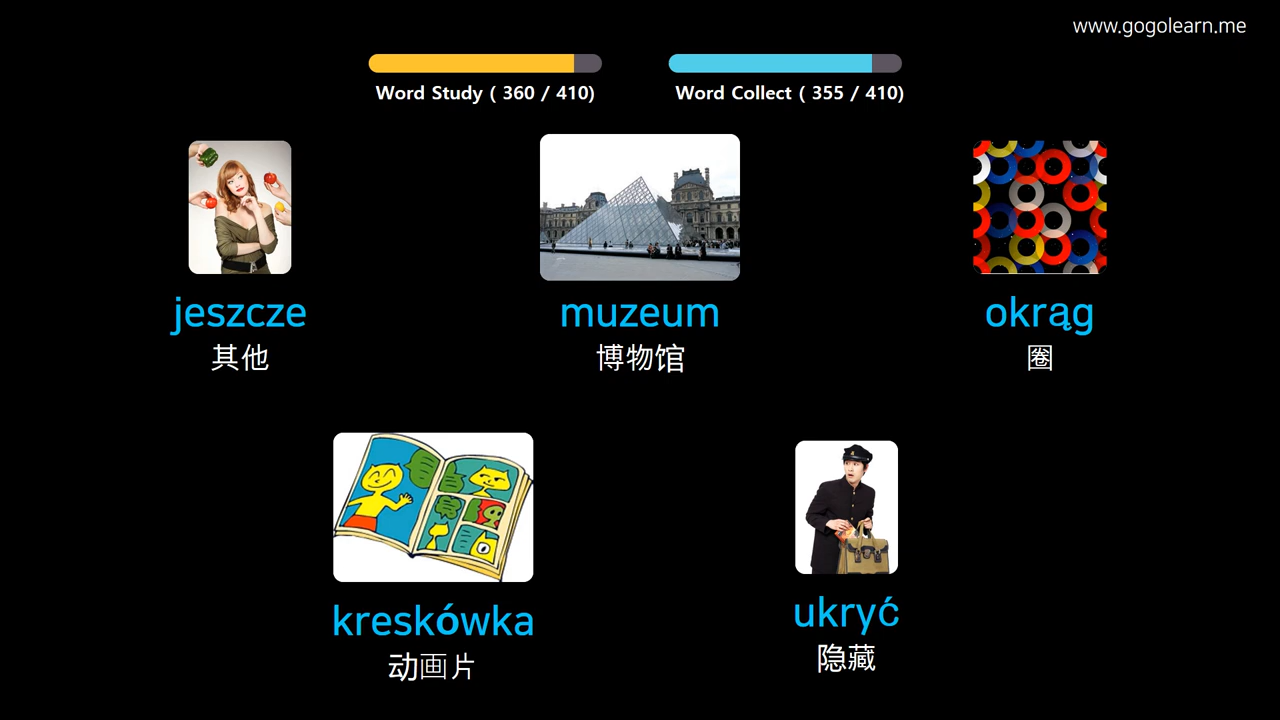 www.gogolearn.me
Word Study ( 360 / 410)
Word Collect ( 355 / 410)
jeszcze
其他
muzeum
博物馆
okrąg
圈
kreskówka
动画片
ukryć
隐藏